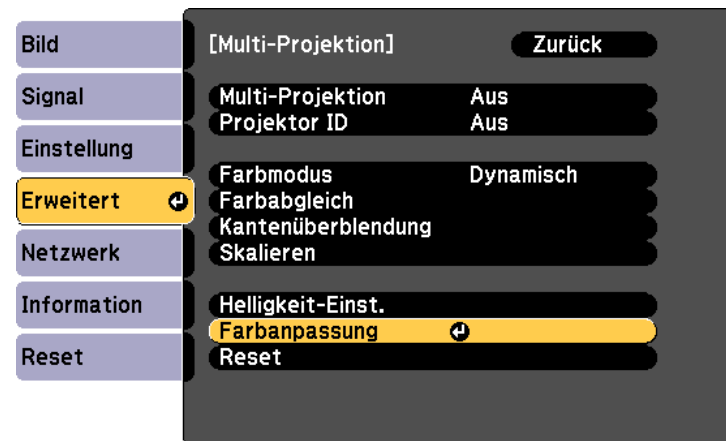 Bild
Signal
Einstellung
Erweitert
Netzwerk
Information
Reset
[Multi-Projektion] Zurück
Multi-Projektion Aus
Projektor ID Aus
Farbmodus Dynamisch
Farbabgleich
Kantenüberblendung
Skalieren
Helligkeit-Einst.
Farbanpassung
Reset